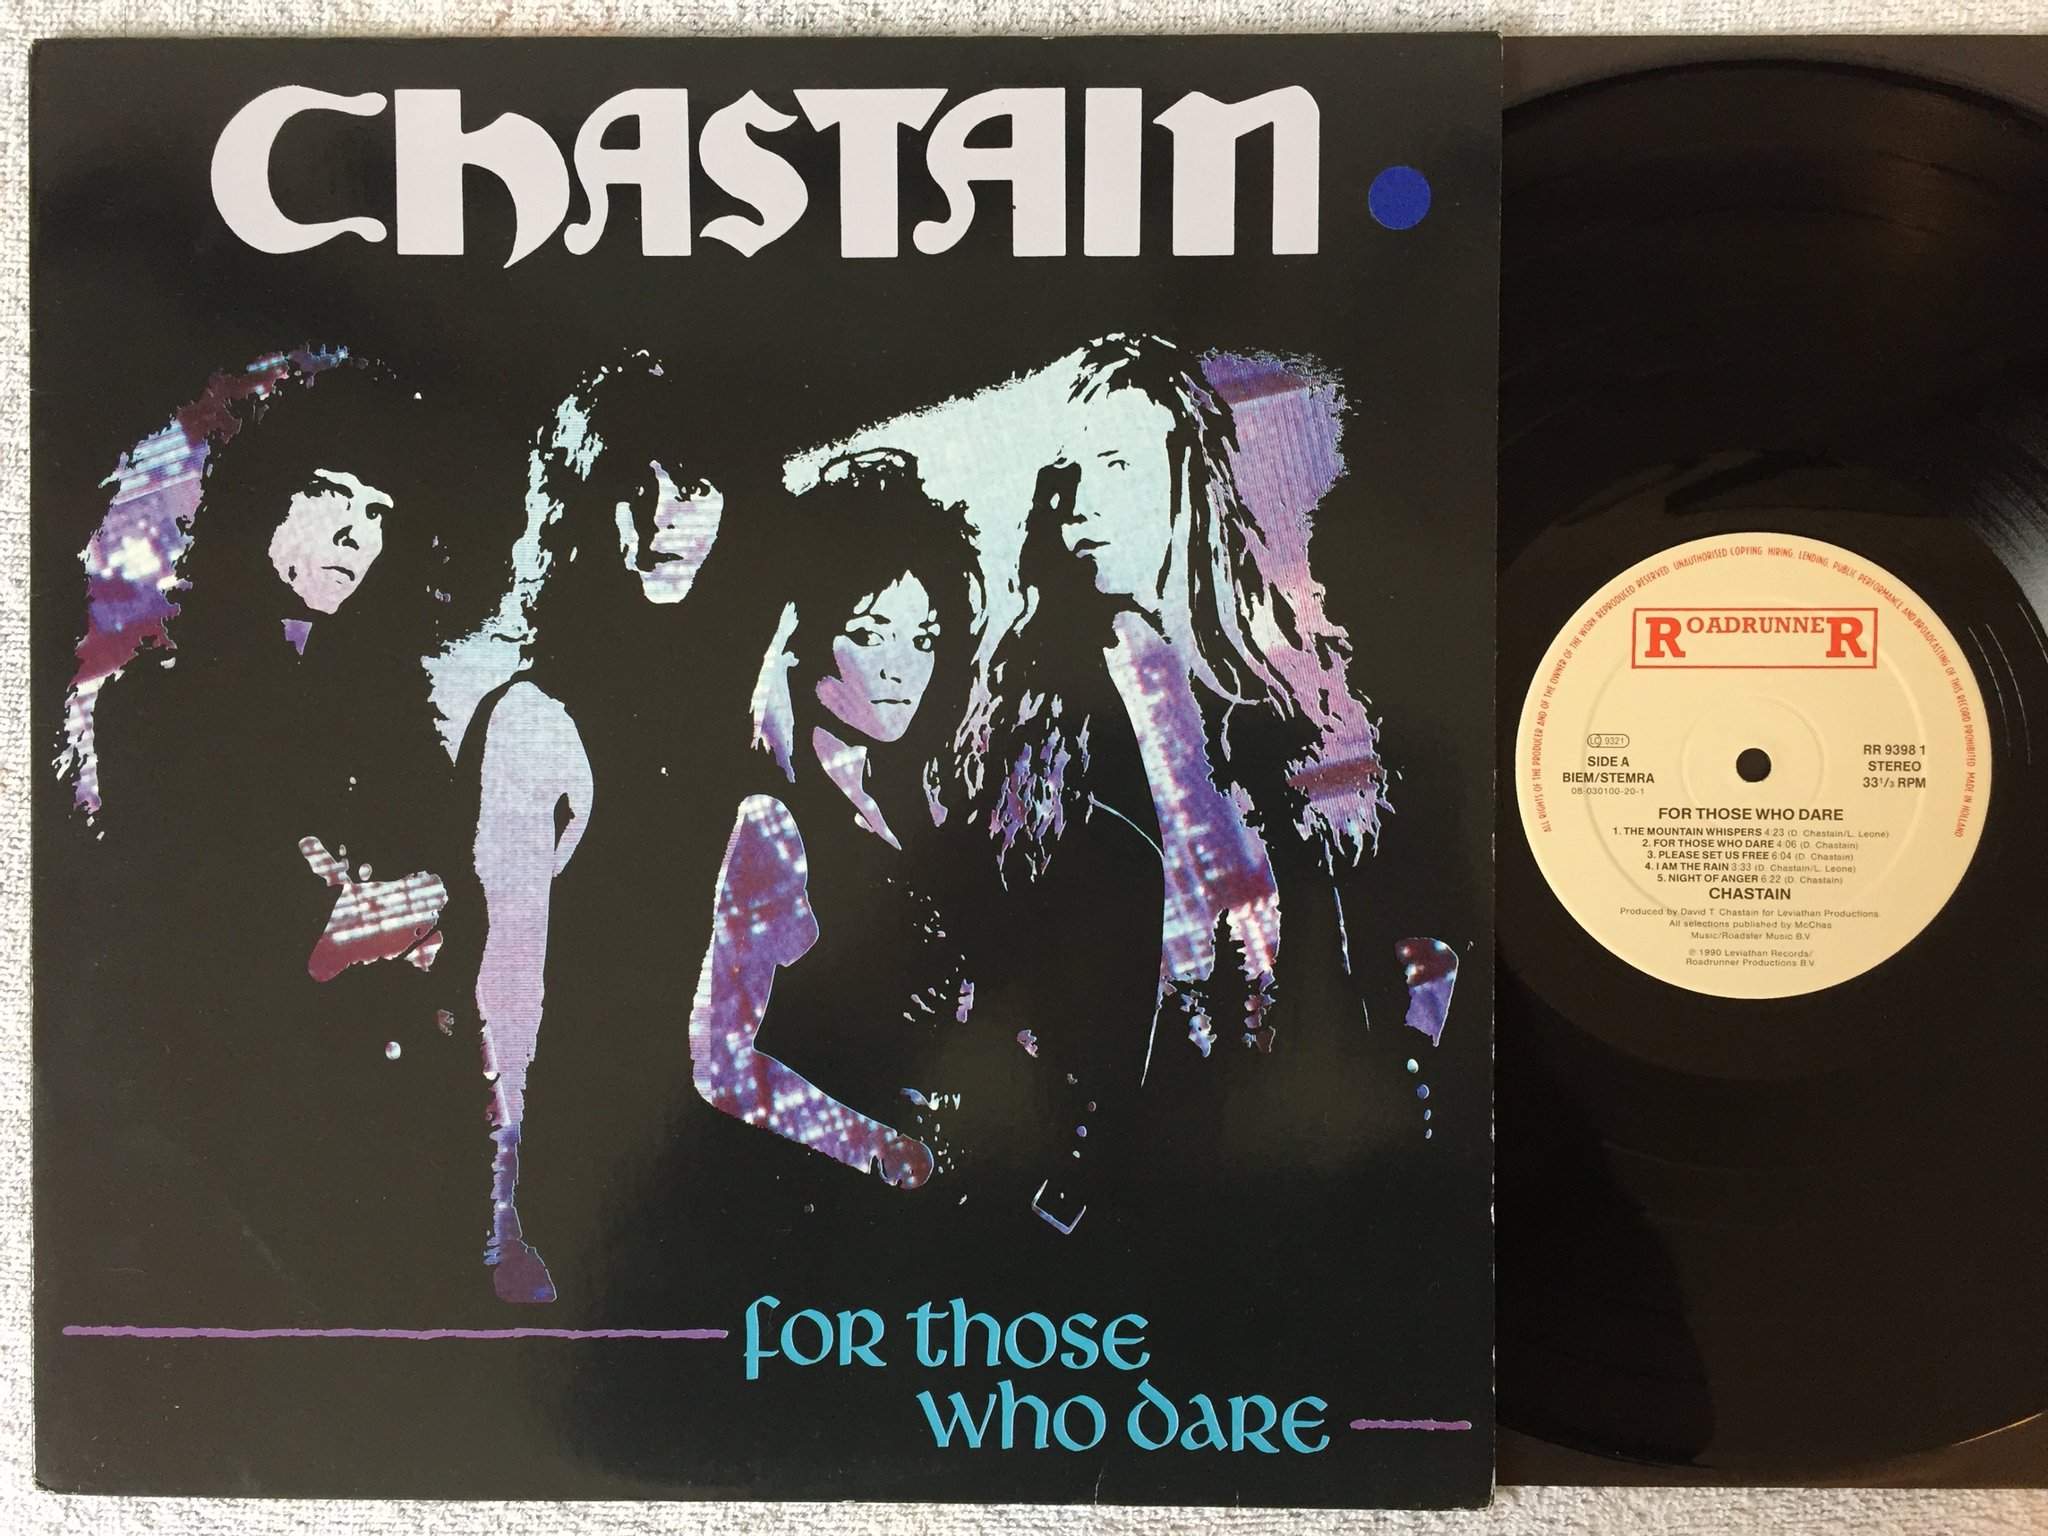 CHASTAIN
for those
who dare
ALL RIGHTS OF THE PRODUCER AND OF THE OWNER OF THE WORK REPRODUCED RESERVED UNAUTHORISED COPYING, HIRING, LENDING, PUBLIC PERFORMANCE AND BROADCASTING OF THIS RECORD PROHIBITED MADE IN HOLLAND
ROADRUNNER
LC 9321
SIDE A
BIEM/STEMRA
08-030100-20-1
RR 9398 1
STEREO
33 1/3 RPM
FOR THOSE WHO DARE
1. THE MOUNTAIN WHISPERS 4:23 (D. Chastain/L. Leone)
2. FOR THOSE WHO DARE 4:06 (D. Chastain)
3. PLEASE SET US FREE 6:04 (D. Chastain)
4. I AM THE RAIN 3:33 (D. Chastain/L. Leone)
5. NIGHT OF ANGER 6:22 (D. Chastain)
CHASTAIN
Produced by David T. Chastain for Leviathan Productions
All selections published by McChas
Music/Roadster Music B.V.
℗ 1990 Leviathan Records/
Roadrunner Productions B.V.